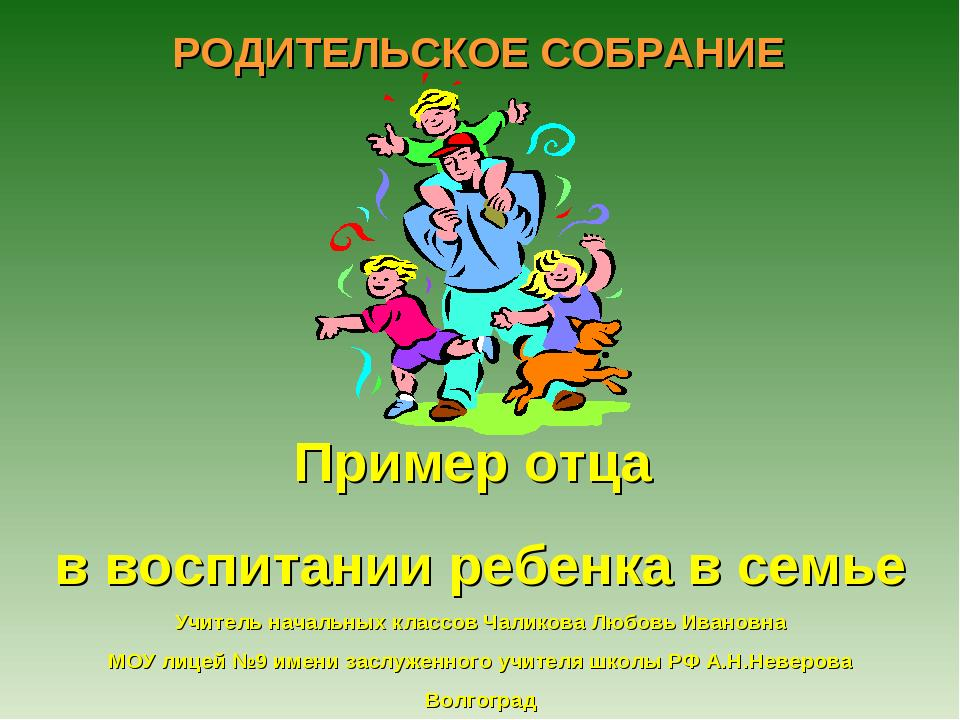 РОДИТЕЛЬСКОЕ СОБРАНИЕ
Пример отца
в воспитании ребенка в семье
Учитель начальных классов Чаликова Любовь Ивановна
МОУ лицей №9 имени заслуженного учителя школы РФ А.Н.Неверова
Волгоград